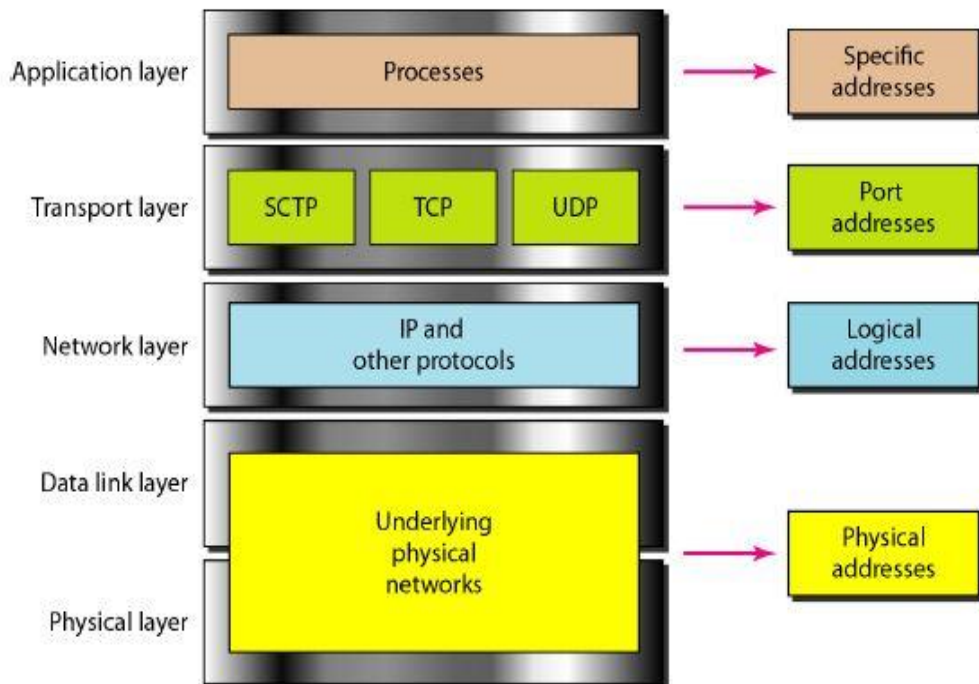 Application layer
Processes
Specific
addresses
Transport layer
SCTP
TCP
UDP
Port
addresses
Network layer
IP and
other protocols
Logical
addresses
Data link layer
Underlying
physical
networks
Physical
addresses
Physical layer